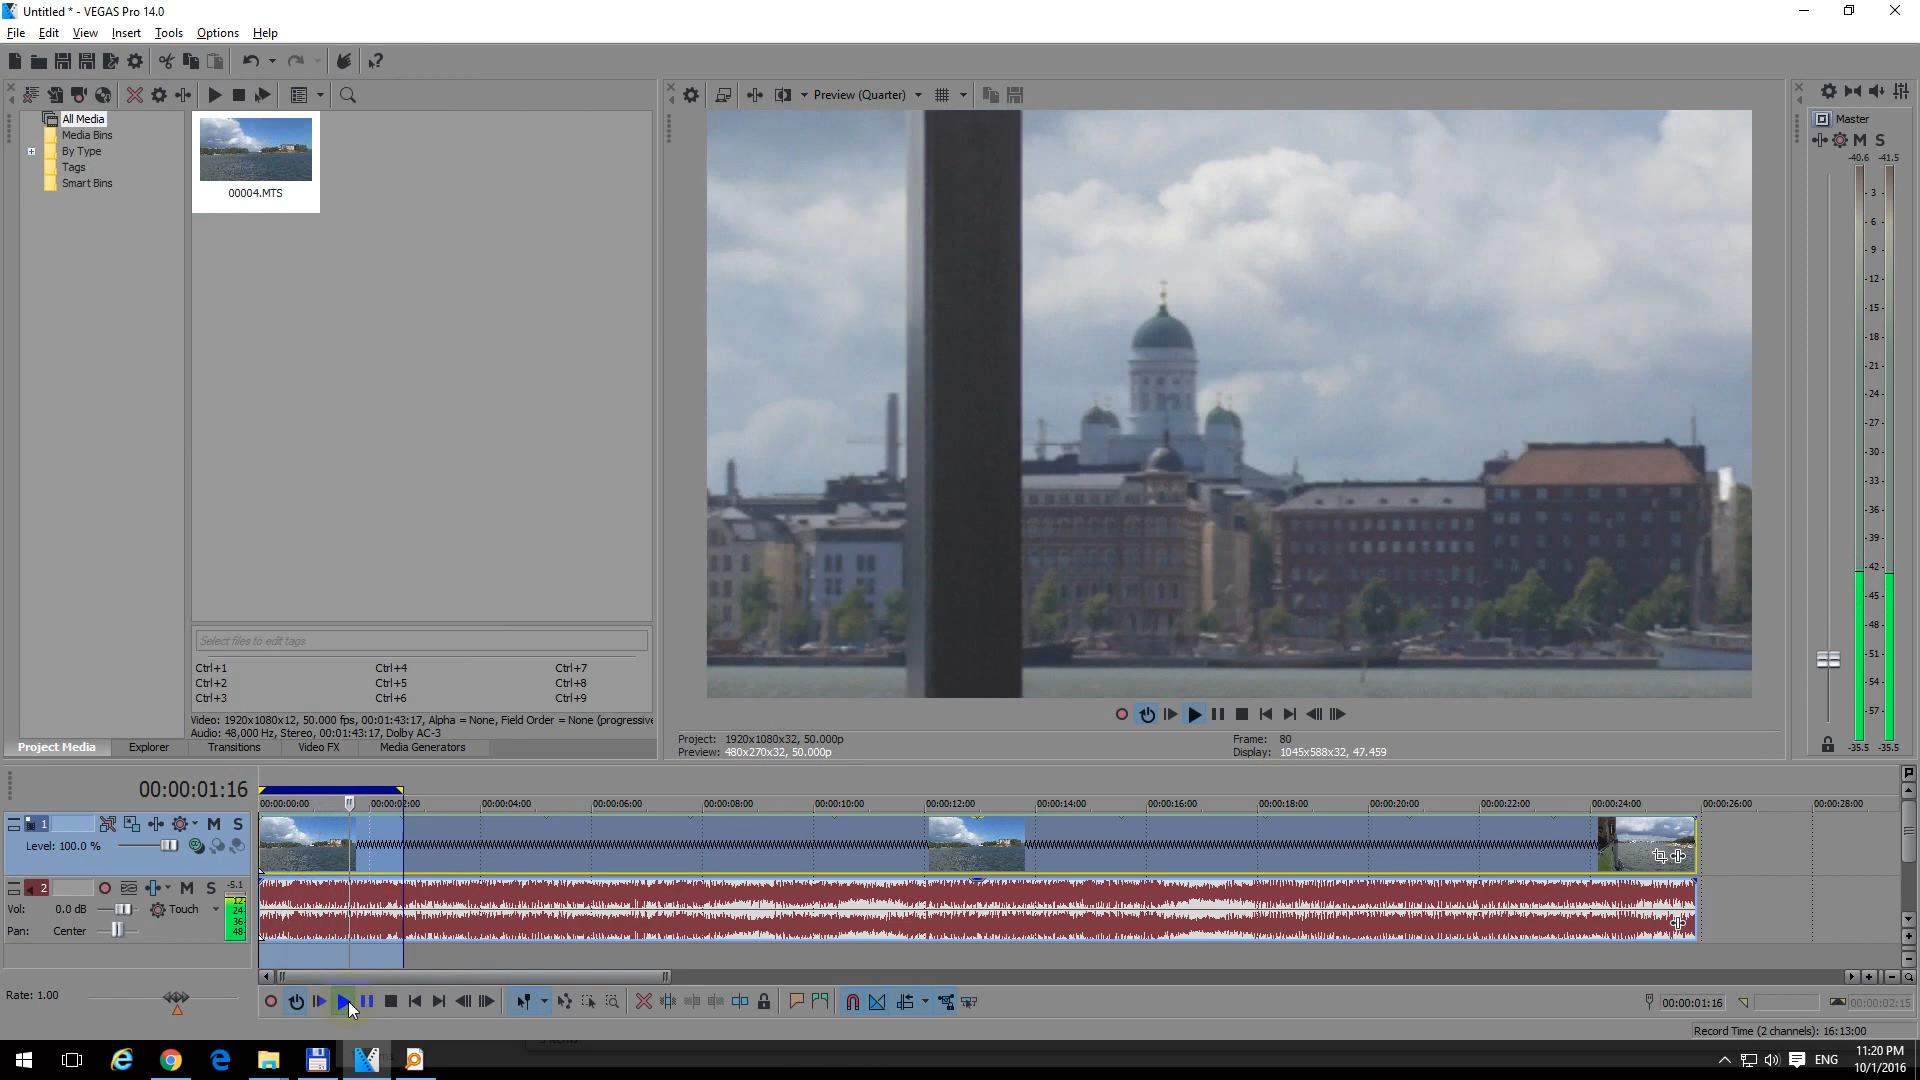 Untitled * - VEGAS Pro 14.0
File Edit View Insert Tools Options Help
Preview (Quarter)
All Media
Media Bins
By Type
Tags
Smart Bins
00004.MTS
Master
M S
-40.6 -41.5
3
6
9
12
15
18
21
24
27
30
33
36
39
42
45
48
51
54
57
-35.5 -35.5
Select files to edit tags
Ctrl+1 Ctrl+4 Ctrl+7
Ctrl+2 Ctrl+5 Ctrl+8
Ctrl+3 Ctrl+6 Ctrl+9
Video: 1920x1080x12, 50.000 fps, 00:01:43:17, Alpha = None, Field Order = None (progressive
Audio: 48,000 Hz, Stereo, 00:01:43:17, Dolby AC-3
Project Media Explorer Transitions Video FX Media Generators
Project: 1920x1080x32, 50.000p
Preview: 480x270x32, 50.000p
Frame: 80
Display: 1045x588x32, 47.459
00:00:01:16
00:00:00:00 00:00:02:00 00:00:04:00 00:00:06:00 00:00:08:00 00:00:10:00 00:00:12:00 00:00:14:00 00:00:16:00 00:00:18:00 00:00:20:00 00:00:22:00 00:00:24:00 00:00:26:00 00:00:28:00
1 M S
Level: 100.0 %
2 M S -5.1
Vol: 0.0 dB Touch
Pan: Center
12
24
36
48
Rate: 1.00
00:00:01:16 00:00:02:15
Record Time (2 channels): 16:13:00
ENG
11:20 PM
10/1/2016